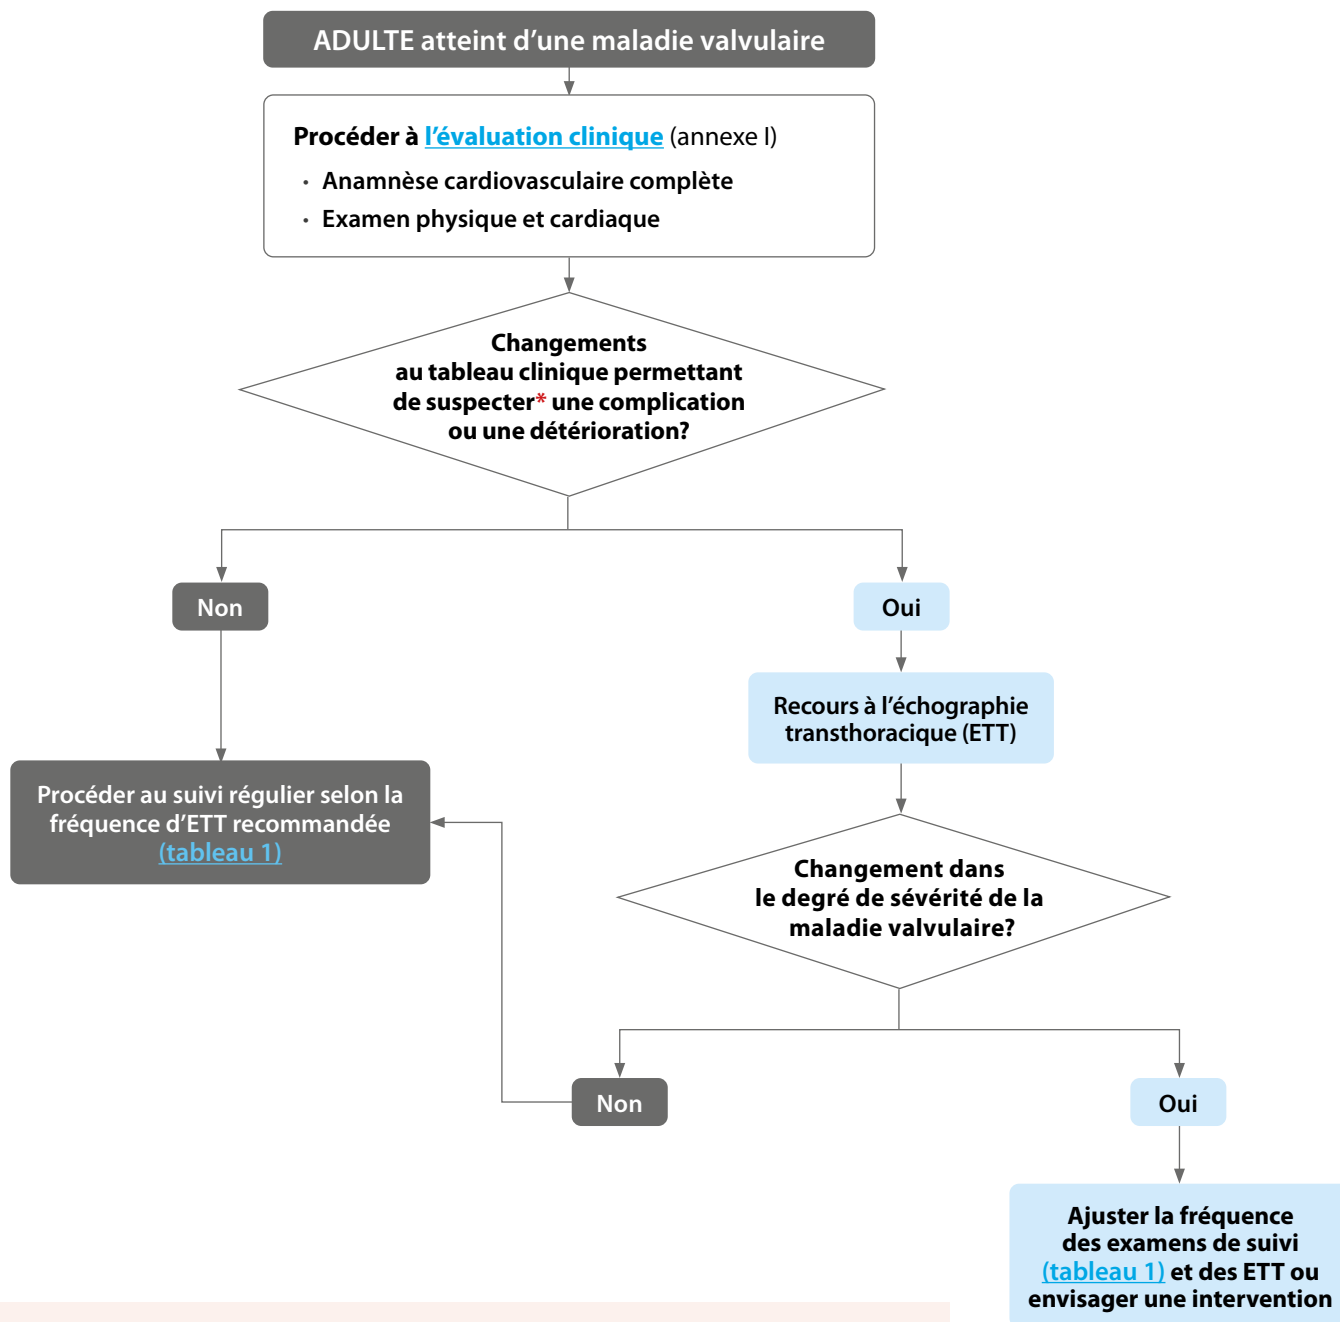 ADULTE atteint d’une maladie valvulaire
Procéder à l’évaluation clinique (annexe I)
• Anamnèse cardiovasculaire complète
• Examen physique et cardiaque
Changements
au tableau clinique permettant
de suspecter* une complication
ou une détérioration?
Non
Oui
Recours à l’échographie
transthoracique (ETT)
Procéder au suivi régulier selon la
fréquence d’ETT recommandée
(tableau 1)
Changement dans
le degré de sévérité de la
maladie valvulaire?
Non
Oui
Ajuster la fréquence
des examens de suivi
(tableau 1) et des ETT ou
envisager une intervention